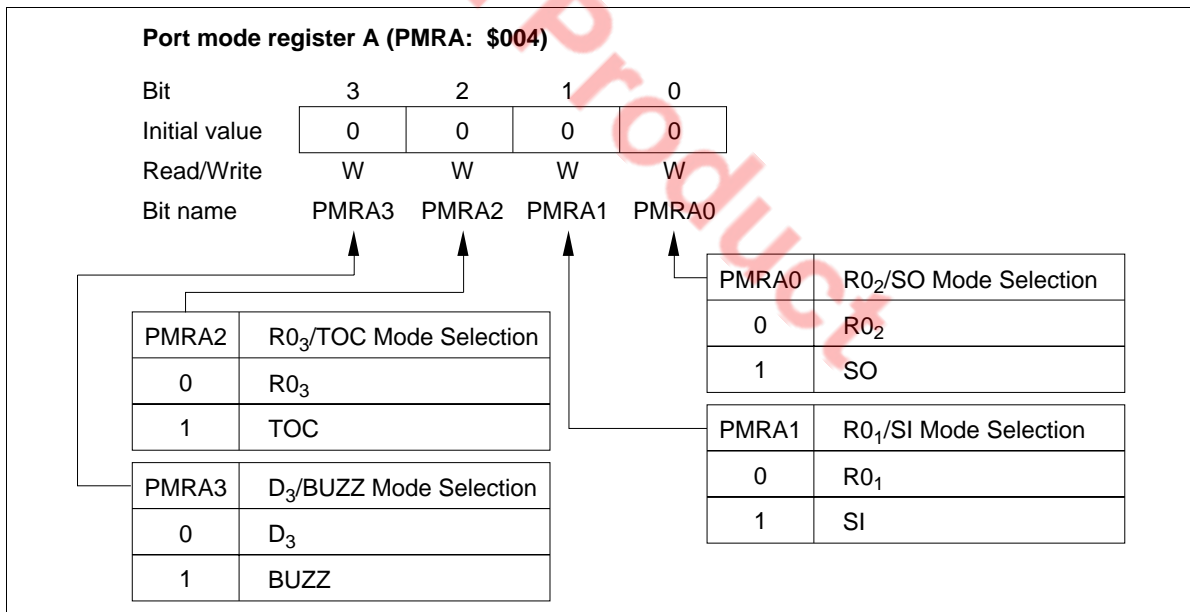 Port mode register A (PMRA: $004)
Bit 3 2 1 0
Initial value 0 0 0 0
Read/Write W W W W
Bit name PMRA3 PMRA2 PMRA1 PMRA0
PMRA2 R0₃/TOC Mode Selection
0 R0₃
1 TOC
PMRA3 D₃/BUZZ Mode Selection
0 D₃
1 BUZZ
PMRA0 R0₂/SO Mode Selection
0 R0₂
1 SO
PMRA1 R0₁/SI Mode Selection
0 R0₁
1 SI
Product